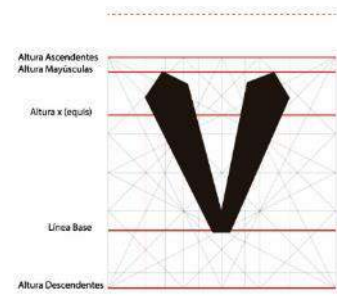 Altura Ascendentes
Altura Mayúsculas
Altura x (equis)
V
Línea Base
Altura Descendentes